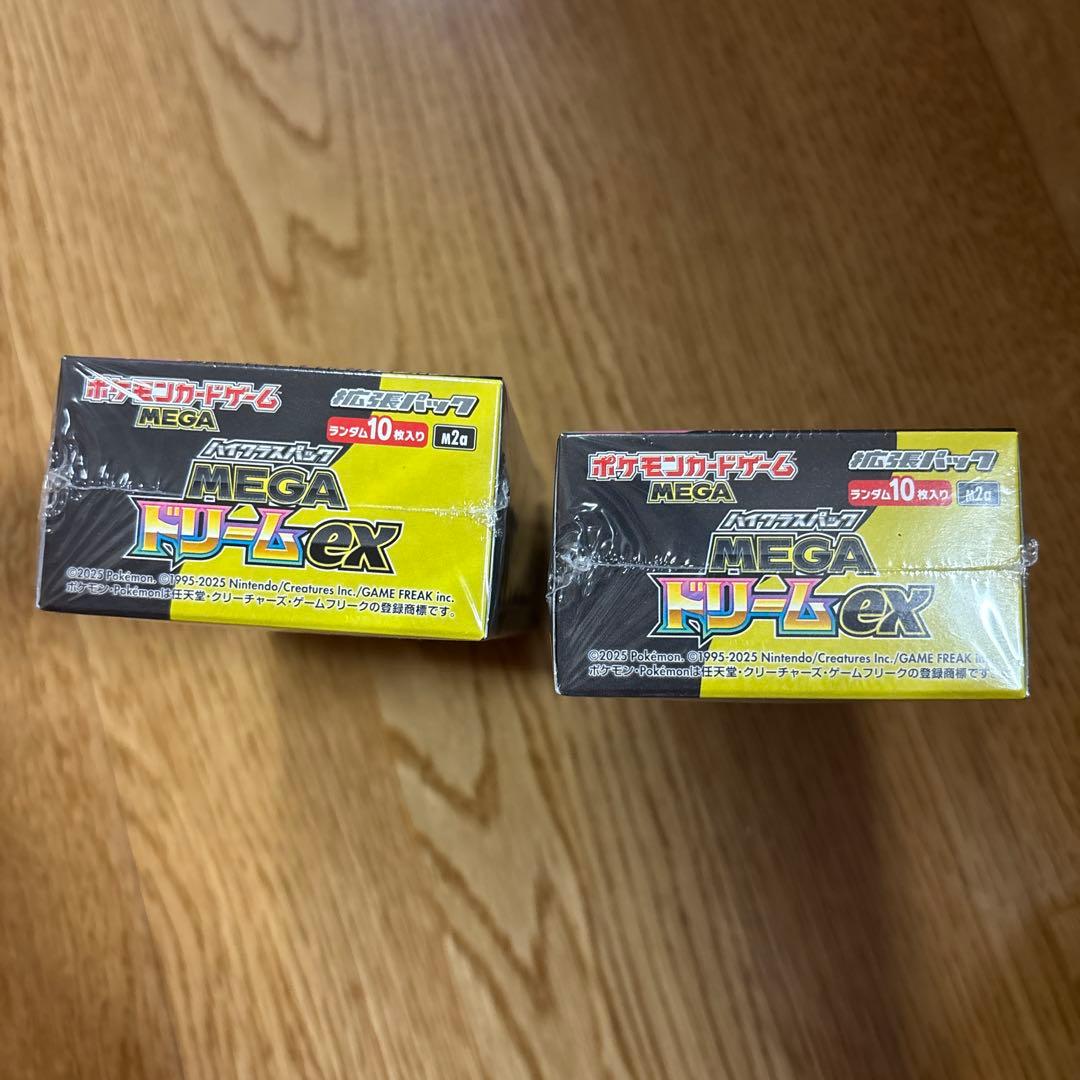 ポケモンカードゲーム
MEGA
拡張パック
ランダム10枚入り
M2a
ハイクラスパック
MEGA
ドリームex
©2025 Pokémon. ©1995-2025 Nintendo/Creatures Inc./GAME FREAK inc.
ポケモン・Pokémonは任天堂・クリーチャーズ・ゲームフリークの登録商標です。
ポケモンカードゲーム
MEGA
拡張パック
ランダム10枚入り
M2a
ハイクラスパック
MEGA
ドリームex
©2025 Pokémon. ©1995-2025 Nintendo/Creatures Inc./GAME FREAK
ポケモン・Pokémonは任天堂・クリーチャーズ・ゲームフリークの登録商標です。